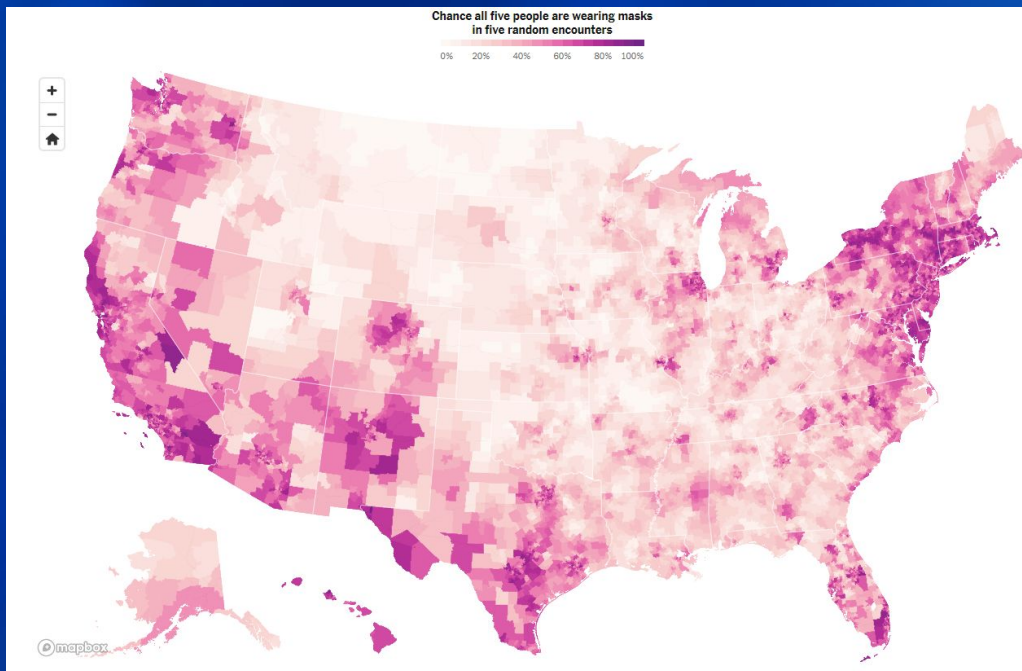 Chance all five people are wearing masks
in five random encounters
0% 20% 40% 60% 80% 100%
+
−
mapbox